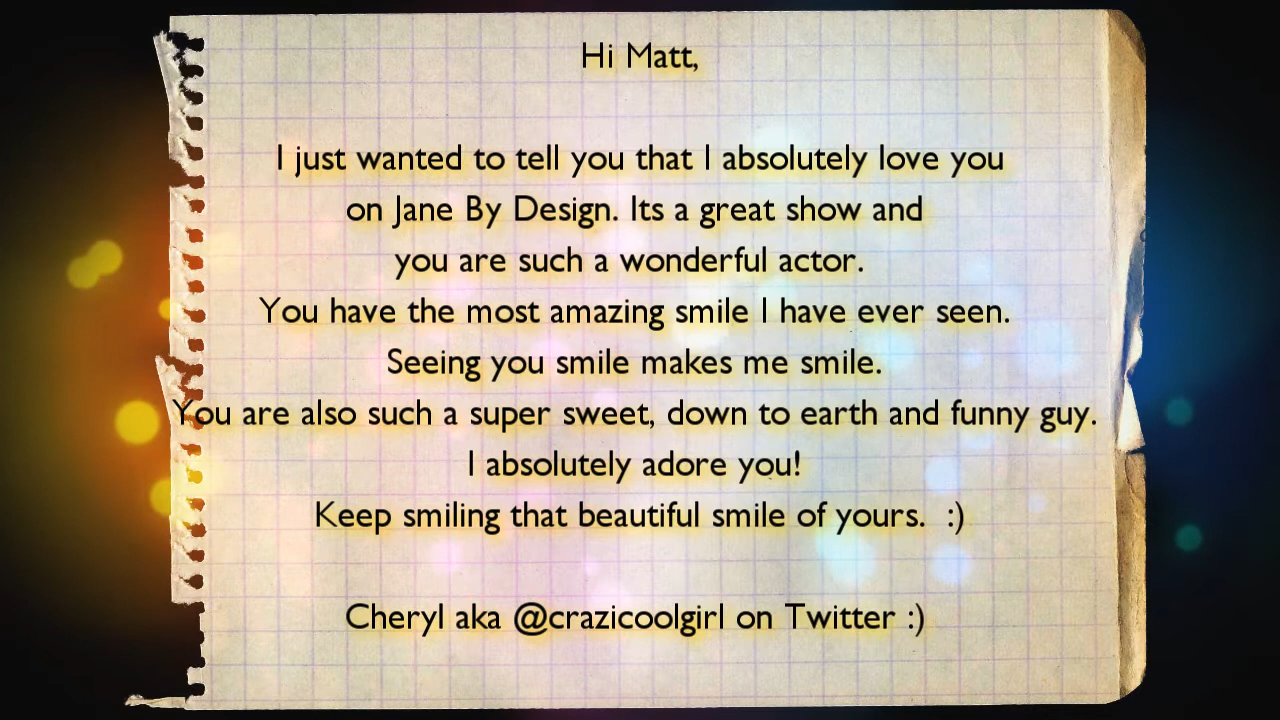 Hi Matt,
I just wanted to tell you that I absolutely love you
on Jane By Design. Its a great show and
you are such a wonderful actor.
You have the most amazing smile I have ever seen.
Seeing you smile makes me smile.
You are also such a super sweet, down to earth and funny guy.
I absolutely adore you!
Keep smiling that beautiful smile of yours.  :)
Cheryl aka @crazicoolgirl on Twitter :)